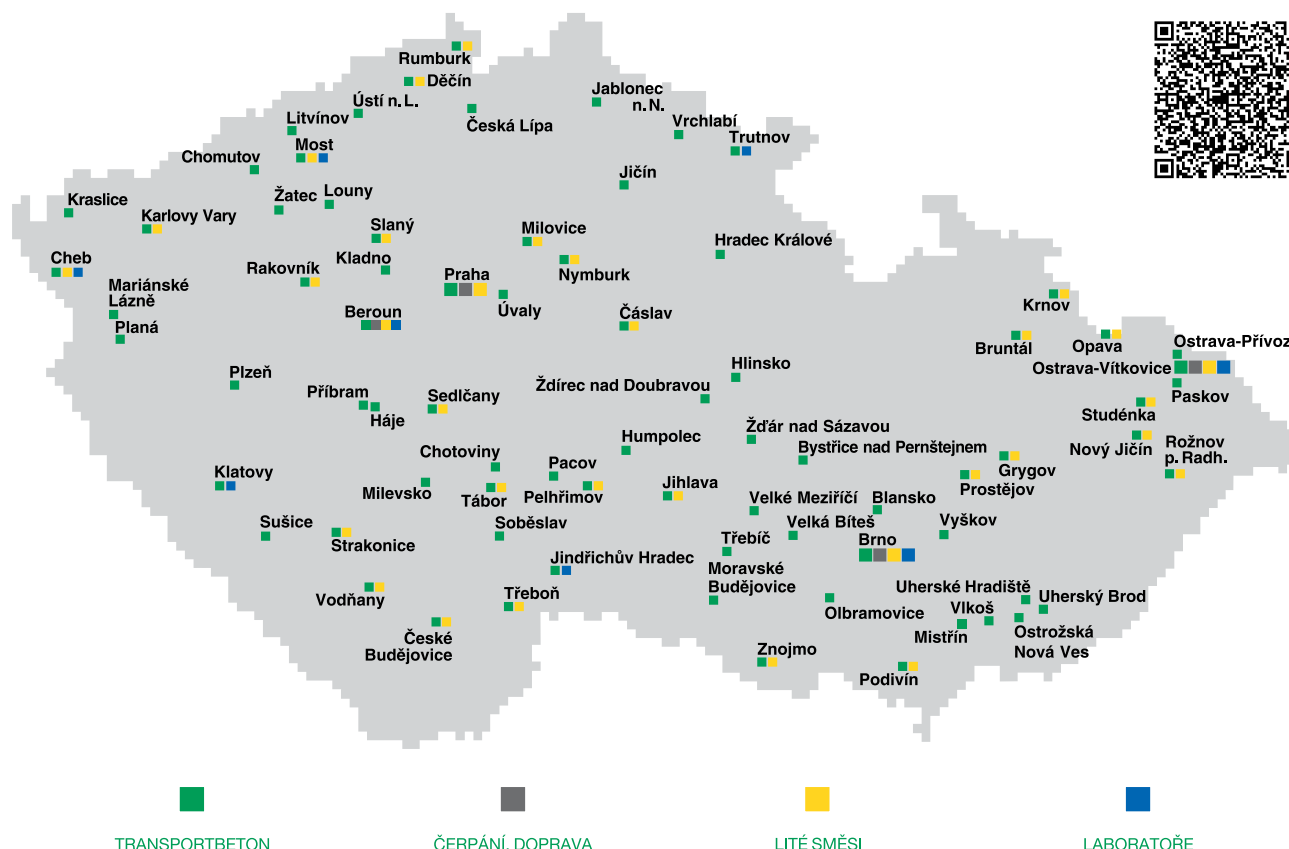 Rumburk
Děčín
Ústí n. L.
Jablonec
n. N.
Česká Lípa
Litvínov
Vrchlabí
Trutnov
Most
Chomutov
Jičín
Kraslice
Žatec
Louny
Karlovy Vary
Slaný
Milovice
Hradec Králové
Cheb
Kladno
Rakovník
Praha
Nymburk
Mariánské
Lázně
Úvaly
Krnov
Beroun
Čáslav
Planá
Bruntál
Opava
Ostrava-Přívoz
Ostrava-Vítkovice
Plzeň
Hlinsko
Ždírec nad Doubravou
Paskov
Příbram
Háje
Sedlčany
Studénka
Žďár nad Sázavou
Bystřice nad Pernštejnem
Humpolec
Nový Jičín
Rožnov
p. Radh.
Chotoviny
Pacov
Grygov
Klatovy
Milevsko
Tábor
Pelhřimov
Jihlava
Prostějov
Velké Meziříčí
Blansko
Sušice
Soběslav
Velká Bíteš
Vyškov
Strakonice
Třebíč
Brno
Jindřichův Hradec
Moravské
Budějovice
Vodňany
Třeboň
Olbramovice
Uherské Hradiště
Uherský Brod
Vlkoš
Mistřín
Ostrožská
Nová Ves
České
Budějovice
Znojmo
Podivín
TRANSPORTBETON
ČERPÁNÍ, DOPRAVA
LITÉ SMĚSI
LABORATOŘE